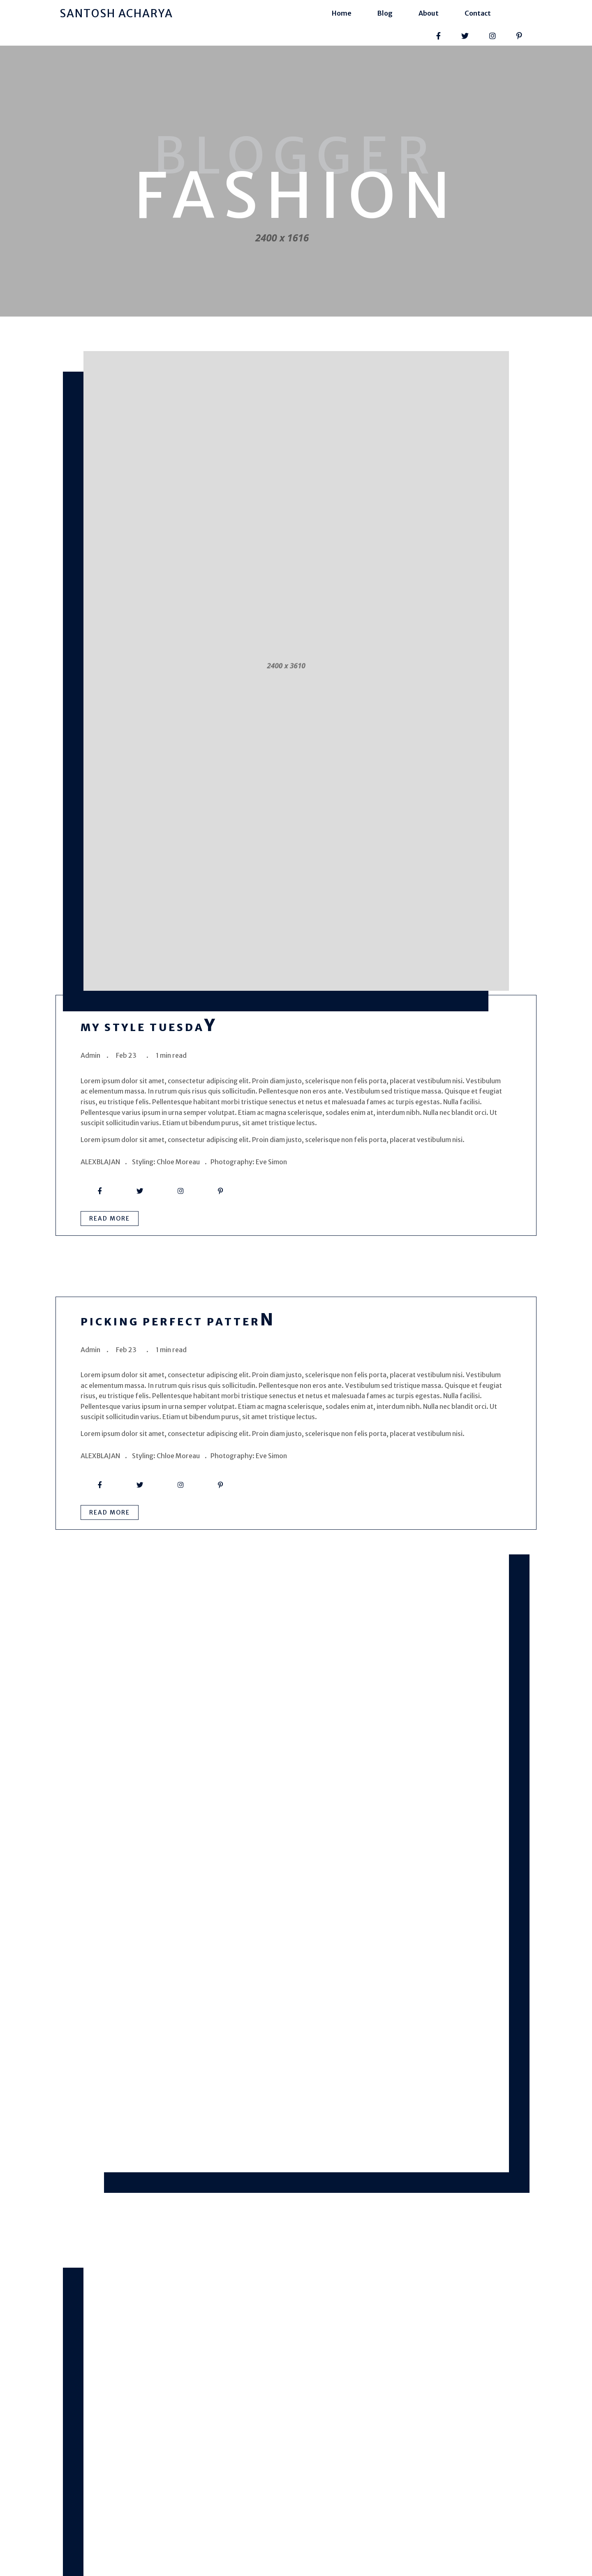 SANTOSH ACHARYA
Home Blog About Contact
BLOGGER
FASHION
2400 x 1616
2400 x 3610
MY STYLE TUESDAY
Admin . Feb 23 . 1 min read
Lorem ipsum dolor sit amet, consectetur adipiscing elit. Proin diam justo, scelerisque non felis porta, placerat vestibulum nisi. Vestibulum
ac elementum massa. In rutrum quis risus quis sollicitudin. Pellentesque non eros ante. Vestibulum sed tristique massa. Quisque et feugiat
risus, eu tristique felis. Pellentesque habitant morbi tristique senectus et netus et malesuada fames ac turpis egestas. Nulla facilisi.
Pellentesque varius ipsum in urna semper volutpat. Etiam ac magna scelerisque, sodales enim at, interdum nibh. Nulla nec blandit orci. Ut
suscipit sollicitudin varius. Etiam ut bibendum purus, sit amet tristique lectus.
Lorem ipsum dolor sit amet, consectetur adipiscing elit. Proin diam justo, scelerisque non felis porta, placerat vestibulum nisi.
ALEXBLAJAN . Styling: Chloe Moreau . Photography: Eve Simon
READ MORE
PICKING PERFECT PATTERN
Admin . Feb 23 . 1 min read
Lorem ipsum dolor sit amet, consectetur adipiscing elit. Proin diam justo, scelerisque non felis porta, placerat vestibulum nisi. Vestibulum
ac elementum massa. In rutrum quis risus quis sollicitudin. Pellentesque non eros ante. Vestibulum sed tristique massa. Quisque et feugiat
risus, eu tristique felis. Pellentesque habitant morbi tristique senectus et netus et malesuada fames ac turpis egestas. Nulla facilisi.
Pellentesque varius ipsum in urna semper volutpat. Etiam ac magna scelerisque, sodales enim at, interdum nibh. Nulla nec blandit orci. Ut
suscipit sollicitudin varius. Etiam ut bibendum purus, sit amet tristique lectus.
Lorem ipsum dolor sit amet, consectetur adipiscing elit. Proin diam justo, scelerisque non felis porta, placerat vestibulum nisi.
ALEXBLAJAN . Styling: Chloe Moreau . Photography: Eve Simon
READ MORE